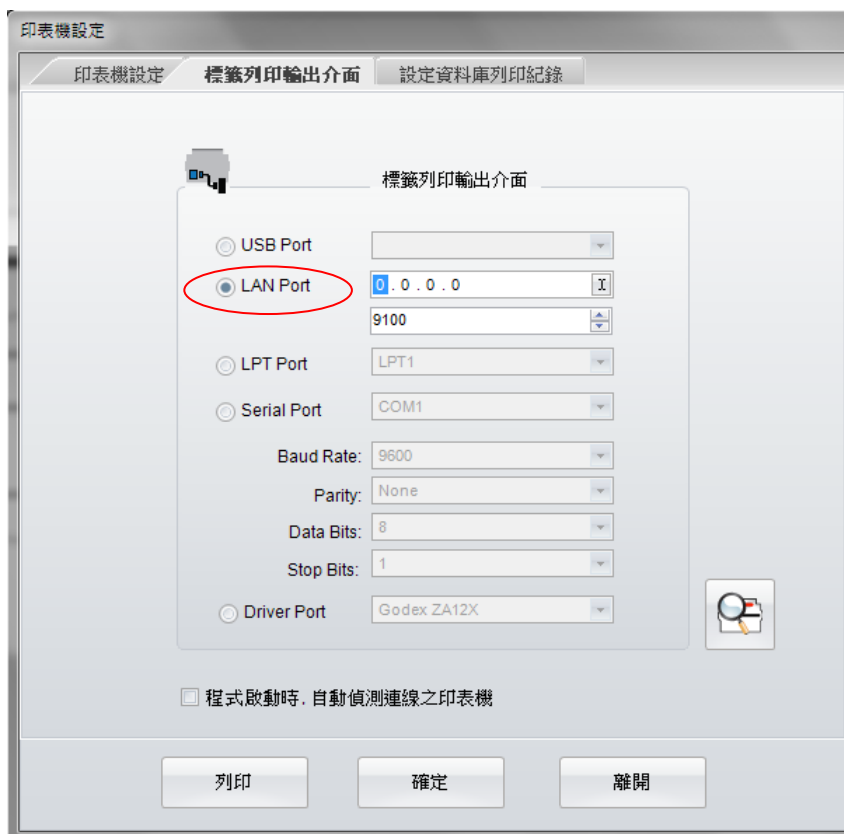 印表機設定
印表機設定 標籤列印輸出介面 設定資料庫列印紀錄
標籤列印輸出介面
USB Port
LAN Port 0 . 0 . 0 . 0
9100
LPT Port LPT1
Serial Port COM1
Baud Rate: 9600
Parity: None
Data Bits: 8
Stop Bits: 1
Driver Port Godex ZA12X
程式啟動時, 自動偵測連線之印表機
列印 確定 離開